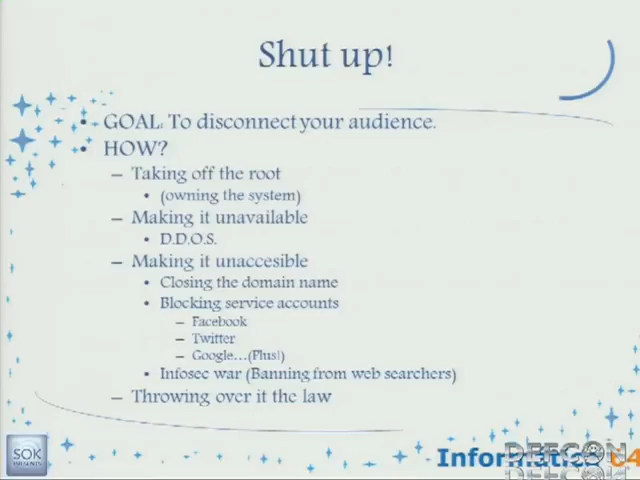 Shut up!
• GOAL: To disconnect your audience.
• HOW?
– Taking off the root
• (owning the system)
– Making it unavailable
• D.D.O.S.
– Making it unaccesible
• Closing the domain name
• Blocking service accounts
– Facebook
– Twitter
– Google…(Plus!)
• Infosec war (Banning from web searchers)
– Throwing over it the law
SOK
DEFCON